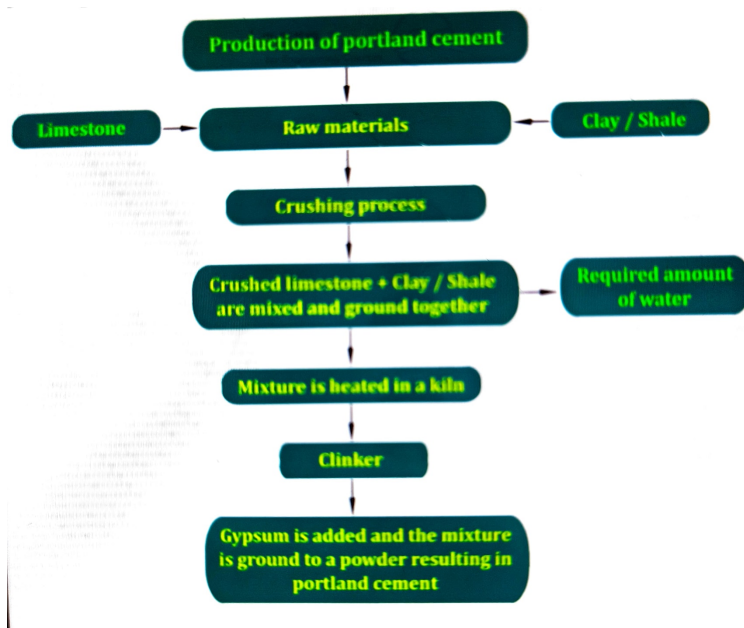 Production of portland cement
Limestone
Raw materials
Clay / Shale
Crushing process
Crushed limestone + Clay / Shale
are mixed and ground together
Required amount
of water
Mixture is heated in a kiln
Clinker
Gypsum is added and the mixture
is ground to a powder resulting in
portland cement